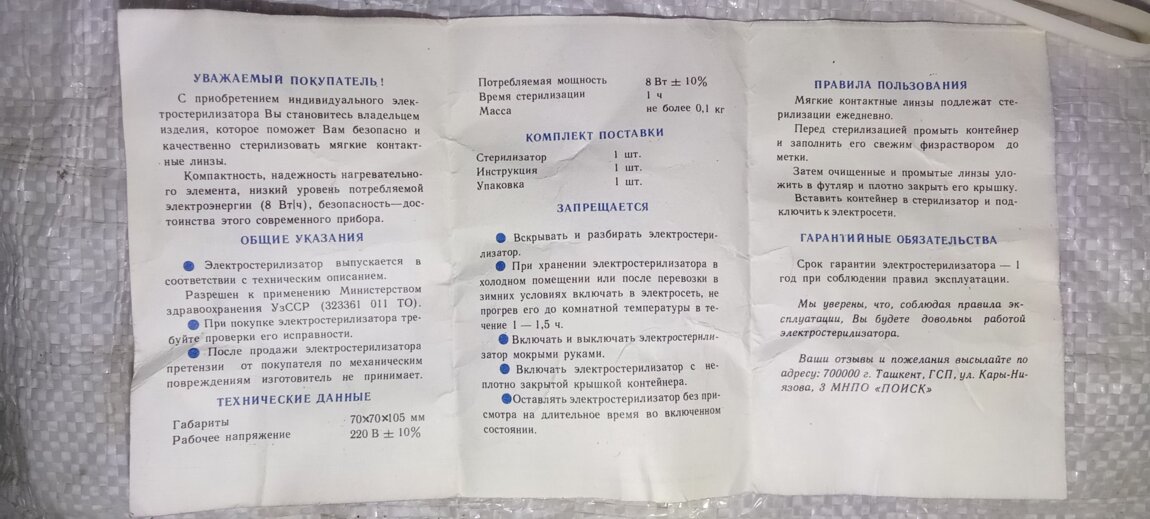 УВАЖАЕМЫЙ ПОКУПАТЕЛЬ!
С приобретением индивидуального элек-
тростерилизатора Вы становитесь владельцем
изделия, которое поможет Вам безопасно и
качественно стерилизовать мягкие контакт-
ные линзы.
Компактность, надежность нагревательно-
го элемента, низкий уровень потребляемой
электроэнергии (8 Вт|ч), безопасность—дос-
тоинства этого современного прибора.
ОБЩИЕ УКАЗАНИЯ
● Электростерилизатор выпускается в
соответствии с техническим описанием.
Разрешен к применению Министерством
здравоохранения УзССР (323361 011 ТО).
● При покупке электростерилизатора тре-
буйте проверки его исправности.
● После продажи электростерилизатора
претензии от покупателя по механическим
повреждениям изготовитель не принимает.
ТЕХНИЧЕСКИЕ ДАННЫЕ
Габариты 70×70×105 мм
Рабочее напряжение 220 В ± 10%
Потребляемая мощность 8 Вт ± 10%
Время стерилизации 1 ч
Масса не более 0,1 кг
КОМПЛЕКТ ПОСТАВКИ
Стерилизатор 1 шт.
Инструкция 1 шт.
Упаковка 1 шт.
ЗАПРЕЩАЕТСЯ
● Вскрывать и разбирать электростери-
лизатор.
● При хранении электростерилизатора в
холодном помещении или после перевозки в
зимних условиях включать в электросеть, не
прогрев его до комнатной температуры в те-
чение 1 — 1,5 ч.
● Включать и выключать электростерили-
затор мокрыми руками.
● Включать электростерилизатор с не-
плотно закрытой крышкой контейнера.
● Оставлять электростерилизатор без при-
смотра на длительное время во включенном
состоянии.
ПРАВИЛА ПОЛЬЗОВАНИЯ
Мягкие контактные линзы подлежат сте-
рилизации ежедневно.
Перед стерилизацией промыть контейнер
и заполнить его свежим физраствором до
метки.
Затем очищенные и промытые линзы уло-
жить в футляр и плотно закрыть его крышку.
Вставить контейнер в стерилизатор и под-
ключить к электросети.
ГАРАНТИЙНЫЕ ОБЯЗАТЕЛЬСТВА
Срок гарантии электростерилизатора — 1
год при соблюдении правил эксплуатации.
Мы уверены, что, соблюдая правила эк-
сплуатации, Вы будете довольны работой
электростерилизатора.
Ваши отзывы и пожелания высылайте по
адресу: 700000 г. Ташкент, ГСП, ул. Кары-Ни-
язова, 3 МНПО «ПОИСК»